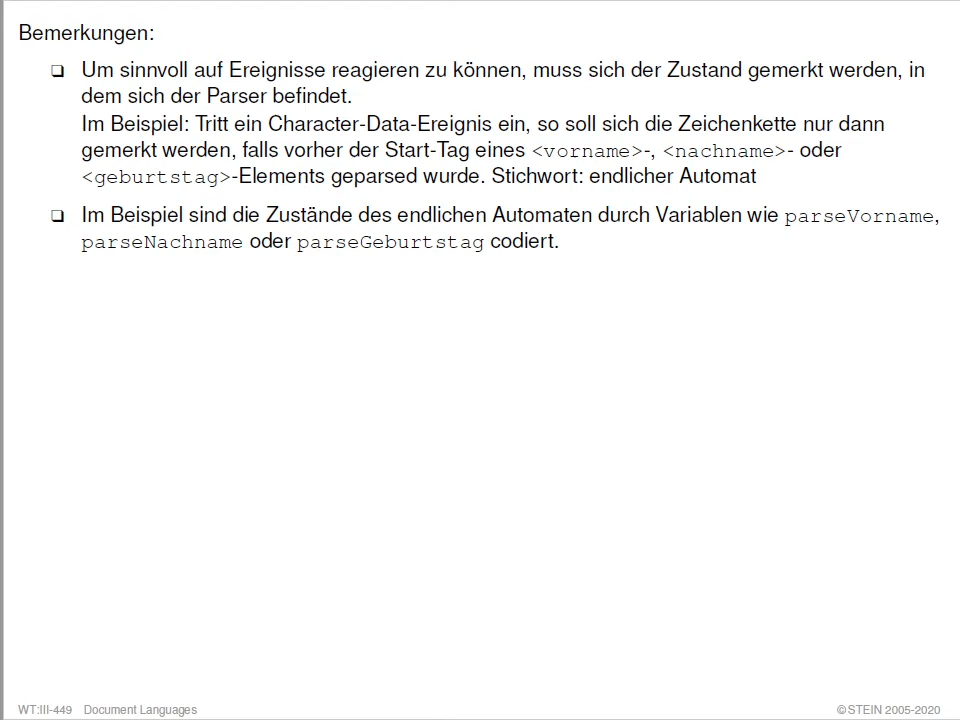 Bemerkungen:
❑ Um sinnvoll auf Ereignisse reagieren zu können, muss sich der Zustand gemerkt werden, in
dem sich der Parser befindet.
Im Beispiel: Tritt ein Character-Data-Ereignis ein, so soll sich die Zeichenkette nur dann
gemerkt werden, falls vorher der Start-Tag eines <vorname>-, <nachname>- oder
<geburtstag>-Elements geparsed wurde. Stichwort: endlicher Automat
❑ Im Beispiel sind die Zustände des endlichen Automaten durch Variablen wie parseVorname,
parseNachname oder parseGeburtstag codiert.
WT:III-449 Document Languages ©STEIN 2005-2020